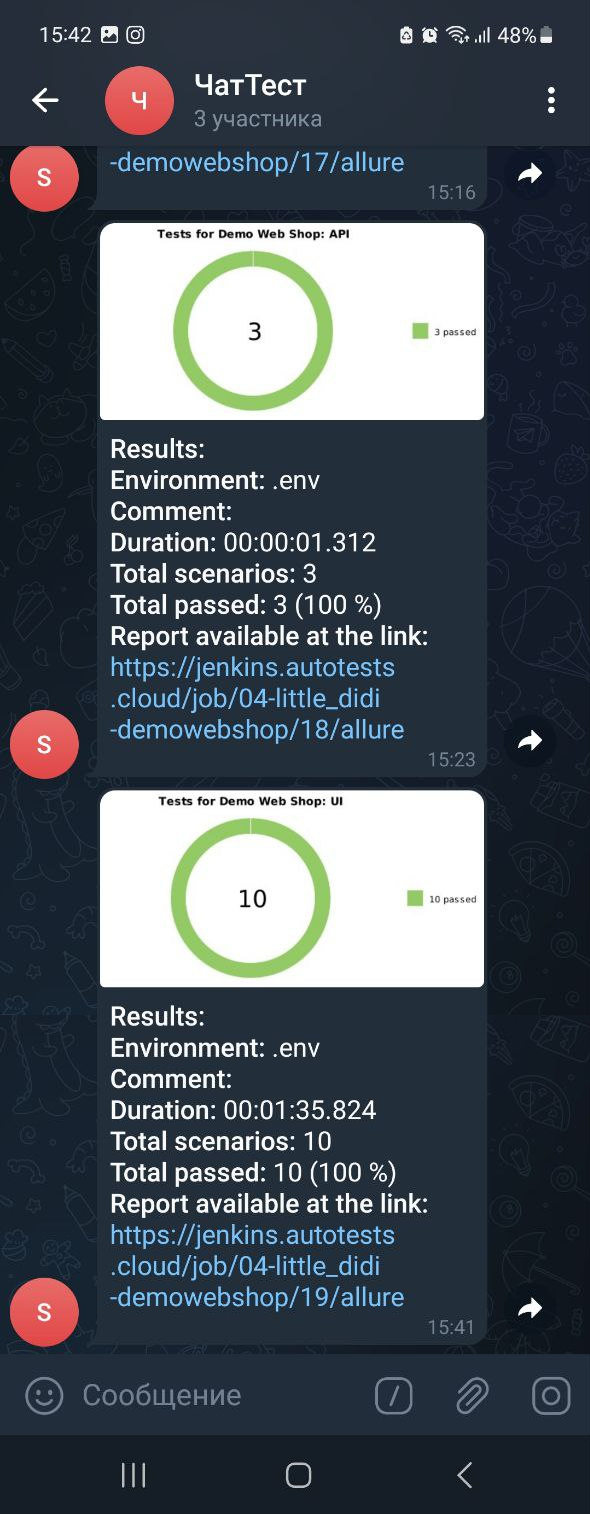 15:42
48%
Ч
ЧатТест
3 участника
S
-demowebshop/17/allure
15:16
Tests for Demo Web Shop: API
3
3 passed
Results:
Environment: .env
Comment:
Duration: 00:00:01.312
Total scenarios: 3
Total passed: 3 (100 %)
Report available at the link:
https://jenkins.autotests
.cloud/job/04-little_didi
-demowebshop/18/allure
S
15:23
Tests for Demo Web Shop: UI
10
10 passed
Results:
Environment: .env
Comment:
Duration: 00:01:35.824
Total scenarios: 10
Total passed: 10 (100 %)
Report available at the link:
https://jenkins.autotests
.cloud/job/04-little_didi
-demowebshop/19/allure
S
15:41
Сообщение